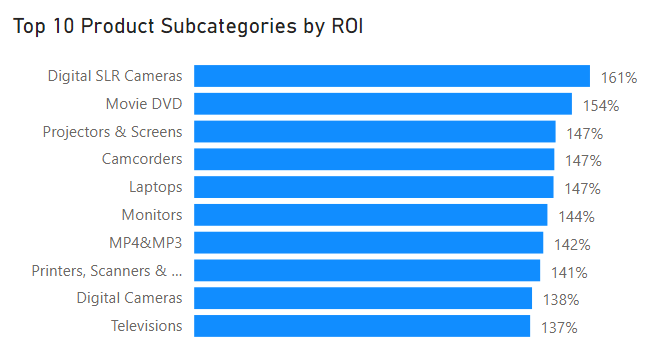 Top 10 Product Subcategories by ROI
Digital SLR Cameras 161%
Movie DVD 154%
Projectors & Screens 147%
Camcorders 147%
Laptops 147%
Monitors 144%
MP4&MP3 142%
Printers, Scanners & ... 141%
Digital Cameras 138%
Televisions 137%